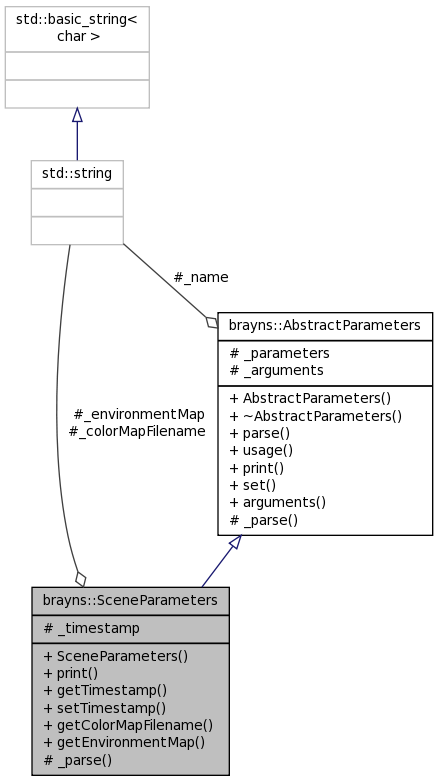 std::basic_string<
char >
std::string
#_name
brayns::AbstractParameters
# _parameters
# _arguments
+ AbstractParameters()
+ ~AbstractParameters()
+ parse()
+ usage()
+ print()
+ set()
+ arguments()
# _parse()
#_environmentMap
#_colorMapFilename
brayns::SceneParameters
# _timestamp
+ SceneParameters()
+ print()
+ getTimestamp()
+ setTimestamp()
+ getColorMapFilename()
+ getEnvironmentMap()
# _parse()